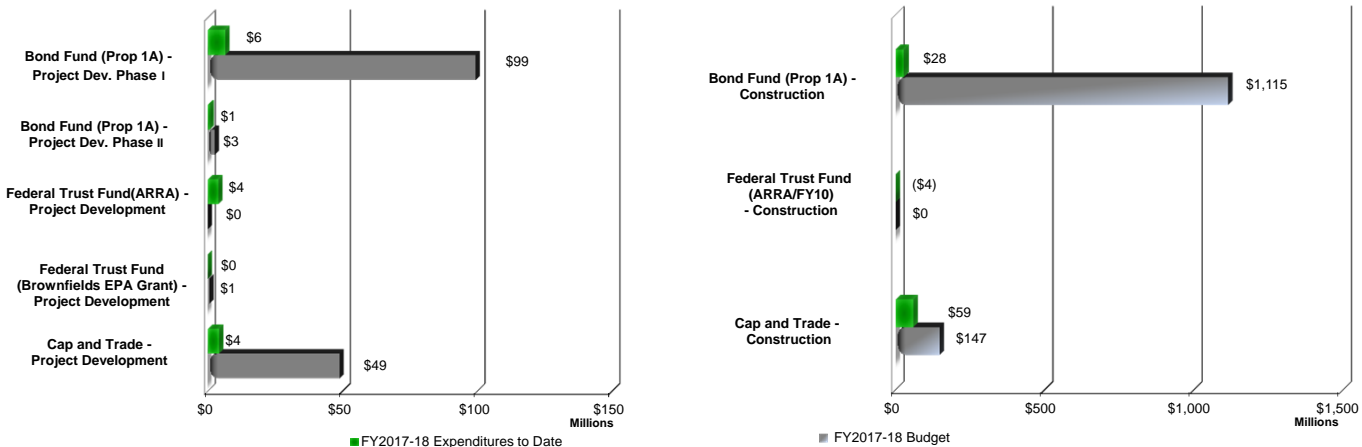 Bond Fund (Prop 1A) -
Project Dev. Phase I
$6
$99
Bond Fund (Prop 1A) -
Project Dev. Phase II
$1
$3
Federal Trust Fund(ARRA) -
Project Development
$4
$0
Federal Trust Fund
(Brownfields EPA Grant) -
Project Development
$0
$1
Cap and Trade -
Project Development
$4
$49
$0 $50 $100 $150
Millions
FY2017-18 Expenditures to Date
Bond Fund (Prop 1A) -
Construction
$28
$1,115
Federal Trust Fund
(ARRA/FY10)
- Construction
($4)
$0
Cap and Trade -
Construction
$59
$147
$0 $500 $1,000 $1,500
Millions
FY2017-18 Budget